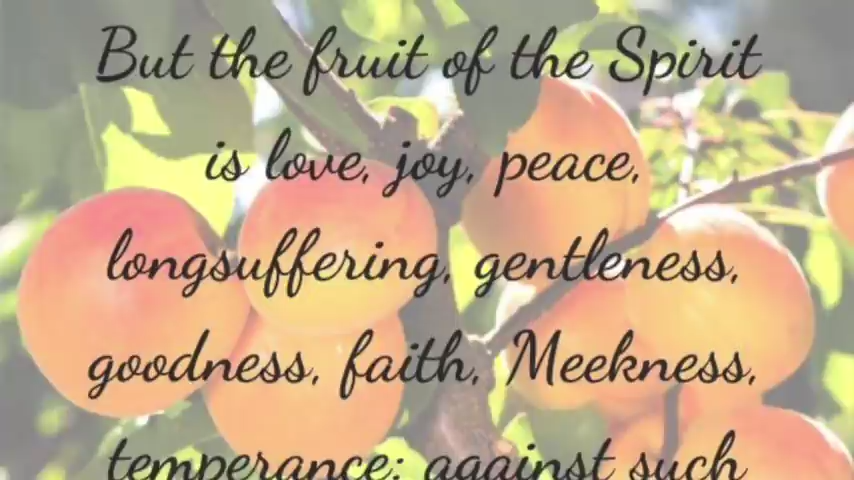 But the fruit of the Spirit
is love, joy, peace,
longsuffering, gentleness,
goodness, faith, Meekness,
temperance: against such